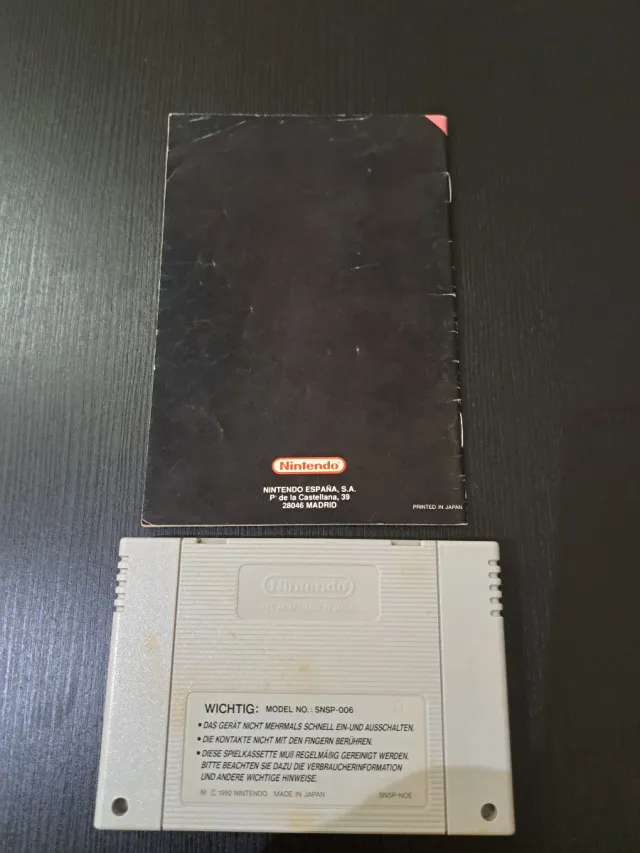 Nintendo
NINTENDO ESPAÑA, S.A.
Pº de la Castellana, 39
28046 MADRID
PRINTED IN JAPAN
Nintendo
WICHTIG: MODEL NO.: SNSP-006
• DAS GERÄT NICHT MEHRMALS SCHNELL EIN-UND AUSSCHALTEN.
• DIE KONTAKTE NICHT MIT DEN FINGERN BERÜHREN.
• DIESE SPIELKASSETTE MUß REGELMÄßIG GEREINIGT WERDEN.
BITTE BEACHTEN SIE DAZU DIE VERBRAUCHERINFORMATION
UND ANDERE WICHTIGE HINWEISE.
© 1992 NINTENDO MADE IN JAPAN
SNSP-NOE